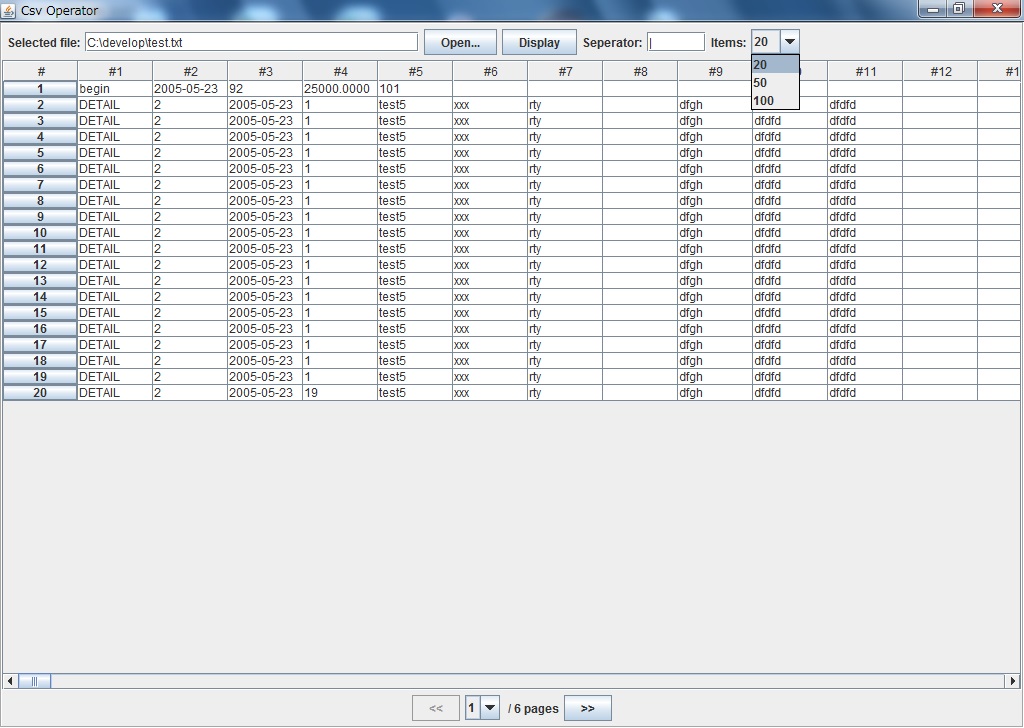 Csv Operator
Selected file: C:\develop\test.txt Open... Display Seperator: | Items: 20
20
50
100
# #1 #2 #3 #4 #5 #6 #7 #8 #9 #11 #12 #1
1 begin 2005-05-23 92 25000.0000 101
2 DETAIL 2 2005-05-23 1 test5 xxx rty dfgh dfdfd
3 DETAIL 2 2005-05-23 1 test5 xxx rty dfgh dfdfd dfdfd
4 DETAIL 2 2005-05-23 1 test5 xxx rty dfgh dfdfd dfdfd
5 DETAIL 2 2005-05-23 1 test5 xxx rty dfgh dfdfd dfdfd
6 DETAIL 2 2005-05-23 1 test5 xxx rty dfgh dfdfd dfdfd
7 DETAIL 2 2005-05-23 1 test5 xxx rty dfgh dfdfd dfdfd
8 DETAIL 2 2005-05-23 1 test5 xxx rty dfgh dfdfd dfdfd
9 DETAIL 2 2005-05-23 1 test5 xxx rty dfgh dfdfd dfdfd
10 DETAIL 2 2005-05-23 1 test5 xxx rty dfgh dfdfd dfdfd
11 DETAIL 2 2005-05-23 1 test5 xxx rty dfgh dfdfd dfdfd
12 DETAIL 2 2005-05-23 1 test5 xxx rty dfgh dfdfd dfdfd
13 DETAIL 2 2005-05-23 1 test5 xxx rty dfgh dfdfd dfdfd
14 DETAIL 2 2005-05-23 1 test5 xxx rty dfgh dfdfd dfdfd
15 DETAIL 2 2005-05-23 1 test5 xxx rty dfgh dfdfd dfdfd
16 DETAIL 2 2005-05-23 1 test5 xxx rty dfgh dfdfd dfdfd
17 DETAIL 2 2005-05-23 1 test5 xxx rty dfgh dfdfd dfdfd
18 DETAIL 2 2005-05-23 1 test5 xxx rty dfgh dfdfd dfdfd
19 DETAIL 2 2005-05-23 1 test5 xxx rty dfgh dfdfd dfdfd
20 DETAIL 2 2005-05-23 19 test5 xxx rty dfgh dfdfd dfdfd
<< 1 / 6 pages >>